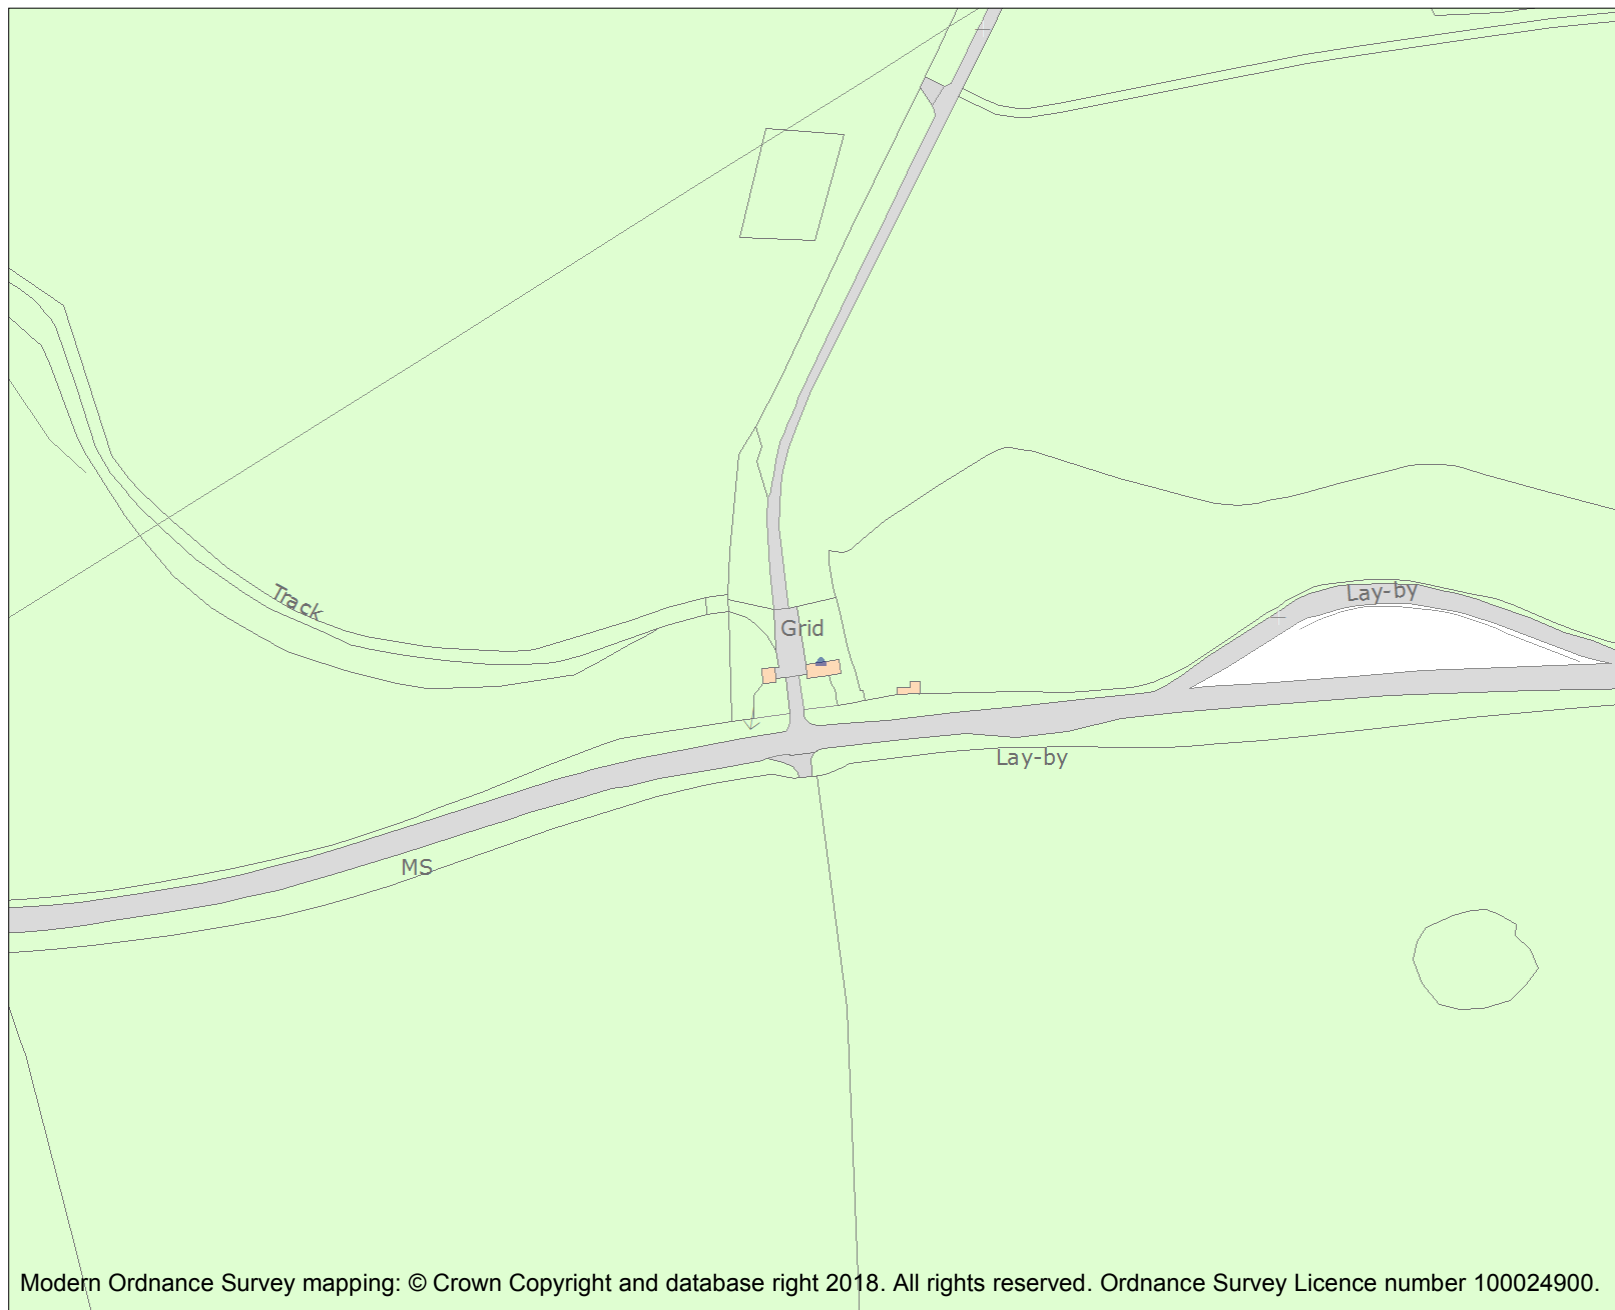 Lay-by
Track
Grid
Lay-by
MS
Modern Ordnance Survey mapping: © Crown Copyright and database right 2018. All rights reserved. Ordnance Survey Licence number 100024900.